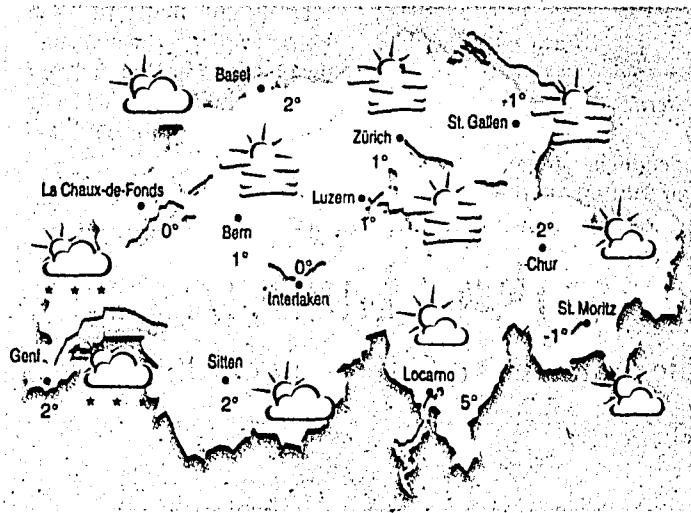 Basel
2°
-1°
St. Gallen
Zürich
1°
La Chaux-de-Fonds
0°
Luzern
1°
Bern
1°
2°
Chur
0°
Interlaken
St. Moritz
-1°
Genf
2°
Sitten
2°
Locarno
5°